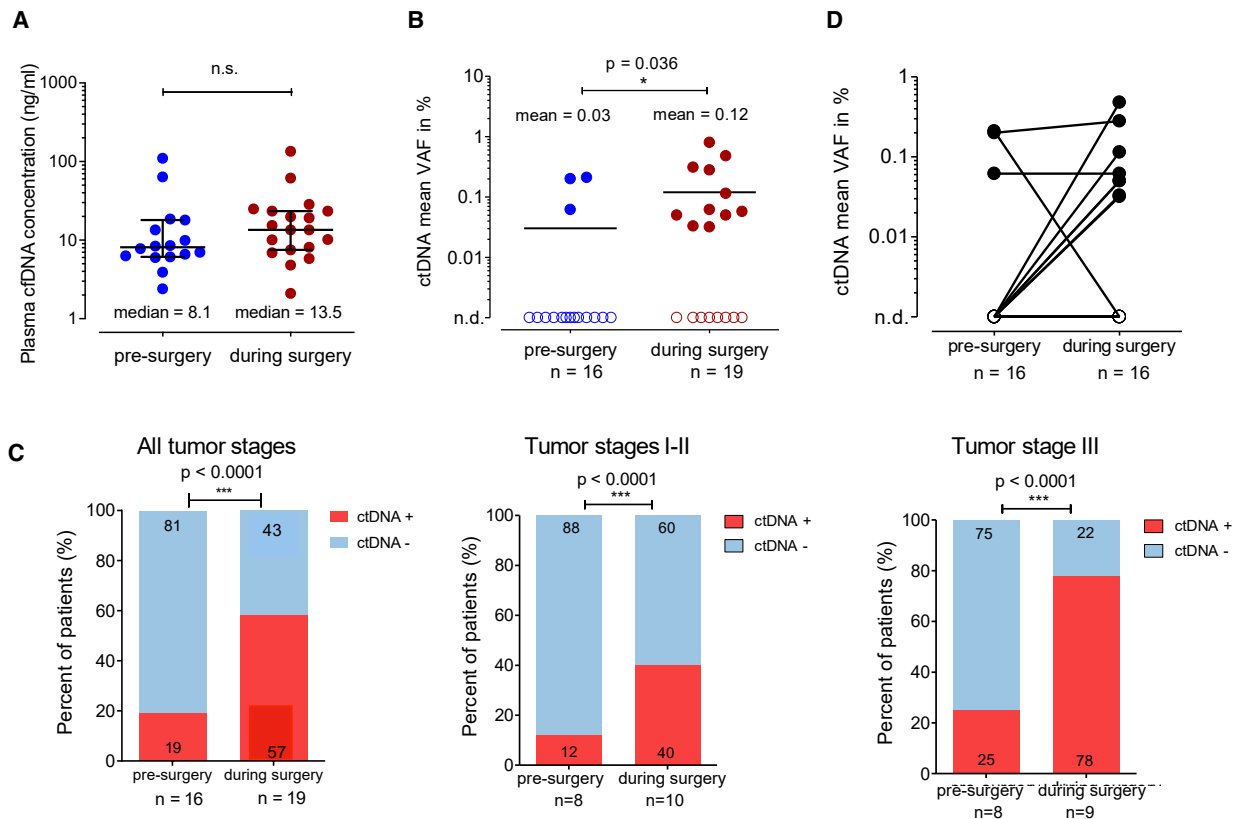 A
Plasma cfDNA concentration (ng/ml)
1000
100
10
1
n.s.
median = 8.1
median = 13.5
pre-surgery
during surgery
B
ctDNA mean VAF in %
10
1
0.1
0.01
n.d.
p = 0.036
*
mean = 0.03
mean = 0.12
pre-surgery
during surgery
n = 16
n = 19
D
ctDNA mean VAF in %
1
0.1
0.01
n.d.
pre-surgery
during surgery
n = 16
n = 16
C
All tumor stages
p < 0.0001
***
Percent of patients (%)
100
80
60
40
20
0
81
43
19
57
ctDNA +
ctDNA -
pre-surgery
during surgery
n = 16
n = 19
Tumor stages I-II
p < 0.0001
***
Percent of patients (%)
100
80
60
40
20
0
88
60
12
40
ctDNA +
ctDNA -
pre-surgery
during surgery
n=8
n=10
Tumor stage III
p < 0.0001
***
Percent of patients (%)
100
80
60
40
20
0
75
22
25
78
ctDNA +
ctDNA -
pre-surgery
during surgery
n=8
n=9